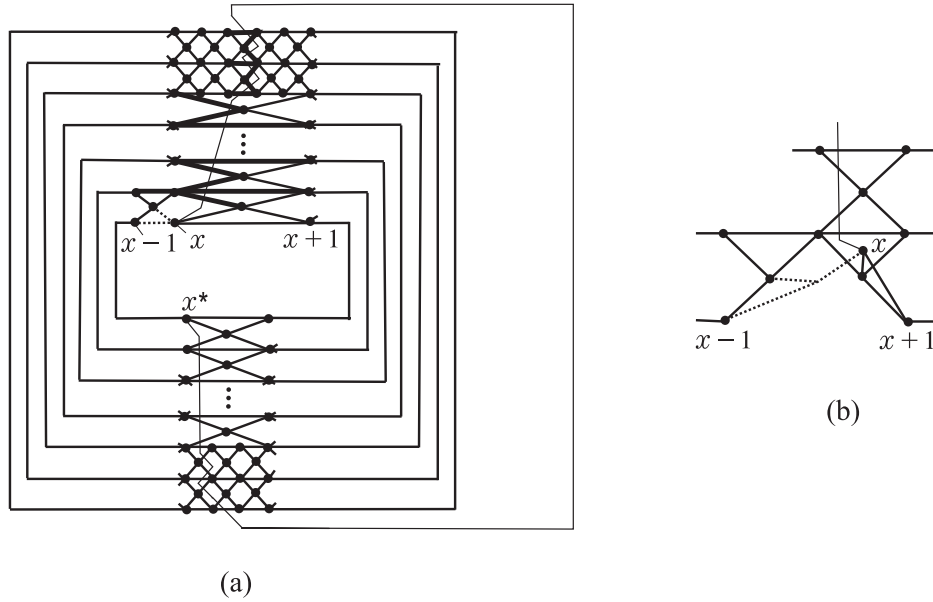 x − 1
x
x + 1
x*
(a)
x
x − 1
x + 1
(b)